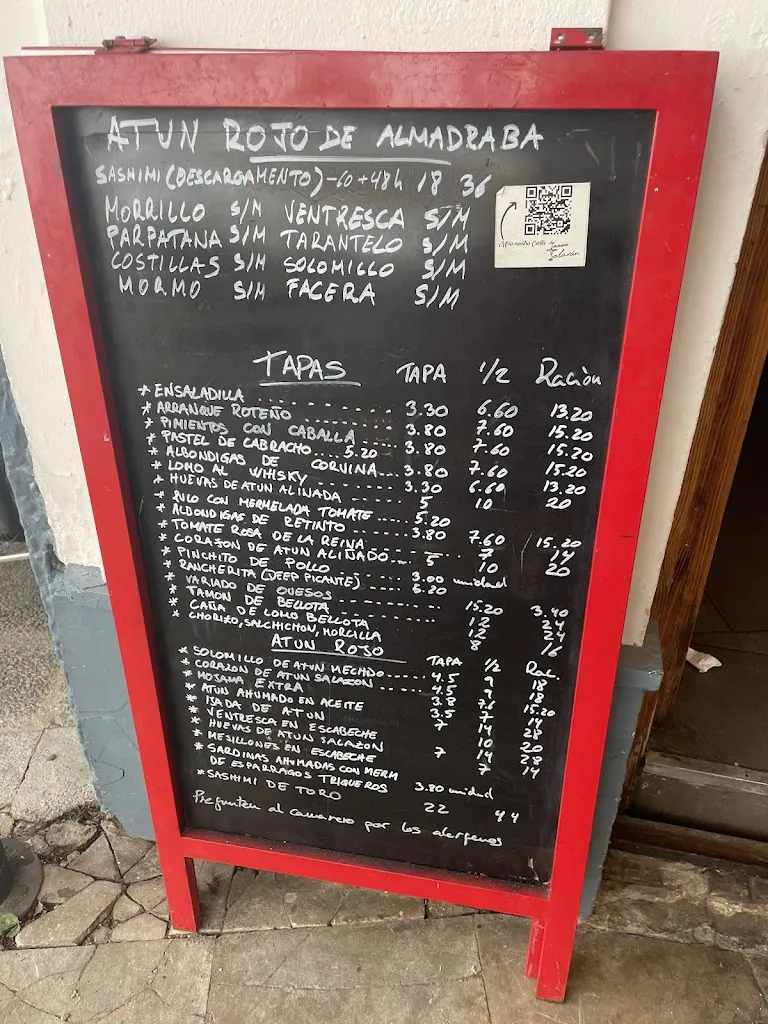 ATUN ROJO DE ALMADRABA
SASHIMI (DESCARGAMENTO) -60 +48h 18 36
MORRILLO S/M VENTRESCA S/M
PARPATANA S/M TARANTELO S/M
COSTILLAS S/M SOLOMILLO S/M
MORMO S/M FACERA S/M
Mira nuestra Carta
TAPAS TAPA 1/2 Ración
* ENSALADILLA 3.30 6.60 13.20
* ARRANQUE ROTEÑO 3.80 7.60 15.20
* PIMIENTOS CON CABALLA 3.80 7.60 15.20
* PASTEL DE CABRACHO 5.20
* ALBONDIGAS DE CORVINA 3.80 7.60 15.20
* LOMO AL WHISKY 3.30 6.60 13.20
* HUEVAS DE ATUN ALINADA 5 10 20
* ROLLO CON MERMELADA TOMATE 5.20
* ALBONDIGAS DE RETINTO 3.80 7.60 15.20
* TOMATE ROSA DE LA REINA 7 14
* CORAZON DE ATUN ALIÑADO 5 10 20
* PINCHITO DE POLLO 3.00 unidad
* RANCHERITA (JEEP PICANTE) 6.20
* VARIADO DE QUESOS 15.20 3.40
* JAMON DE BELLOTA 12 24
* CAÑA DE LOMO BELLOTA 12 24
* CHORIZO, SALCHICHON, MORCILLA 8 16
ATUN ROJO TAPA 1/2 Rac.
* SOLOMILLO DE ATUN MECHDO 4.5 9 18
* CORAZON DE ATUN SALAZON 4.5 9 18
* MOJAMA EXTRA 3.8 7.6 15.20
* ATUN AHUMADO EN ACEITE 3.5 7 14
* IJADA DE ATUN 7 14 28
* VENTRESCA EN ESCABECHE
* HUEVAS DE ATUN SALAZON 10 20
* MESILLONES EN ESCABECHE 7 14 28
* SARDINAS AHUMADAS CON MERM 7 14
DE ESPARRAGOS TRIGUEROS 3.80 unidad
* SASHIMI DE TORO 22 44
Pregunten al camarero por los alergenos